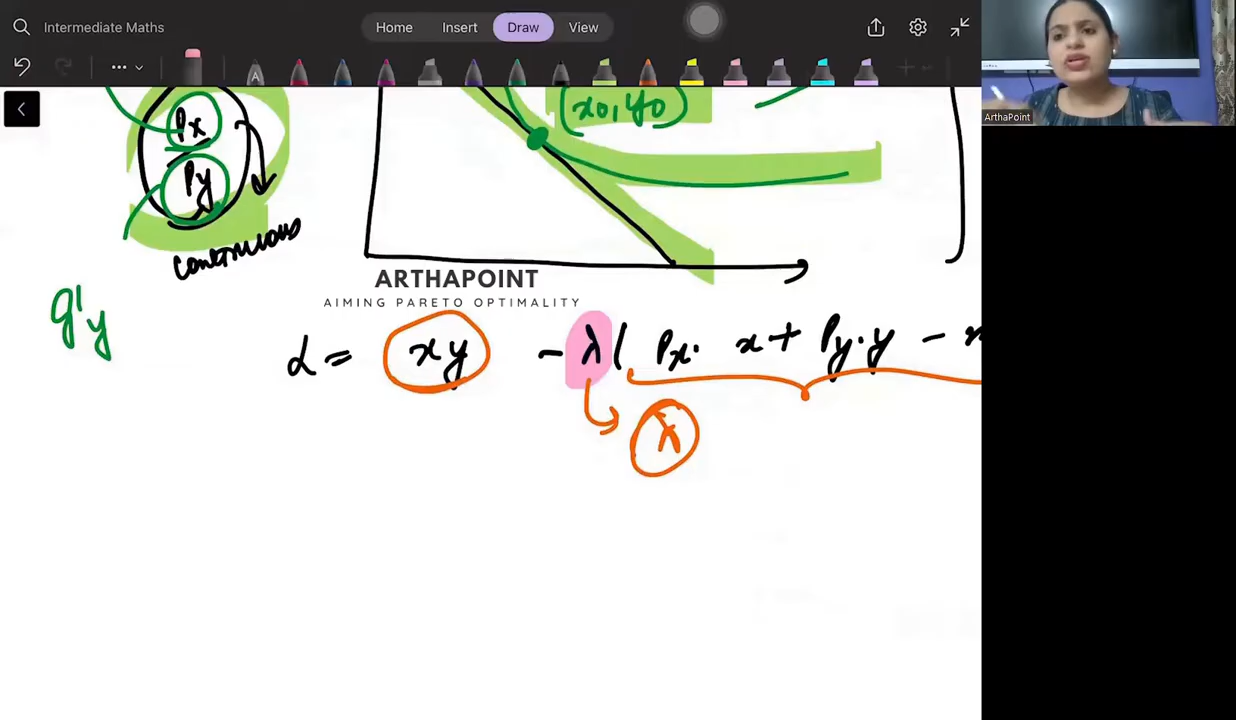 Intermediate Maths
Home Insert Draw View
A
Px
Py
continuous
(x0, y0)
ArthaPoint
ARTHAPOINT
AIMING PARETO OPTIMALITY
g'y
L = xy - λ( Px. x + Py.y -
λ